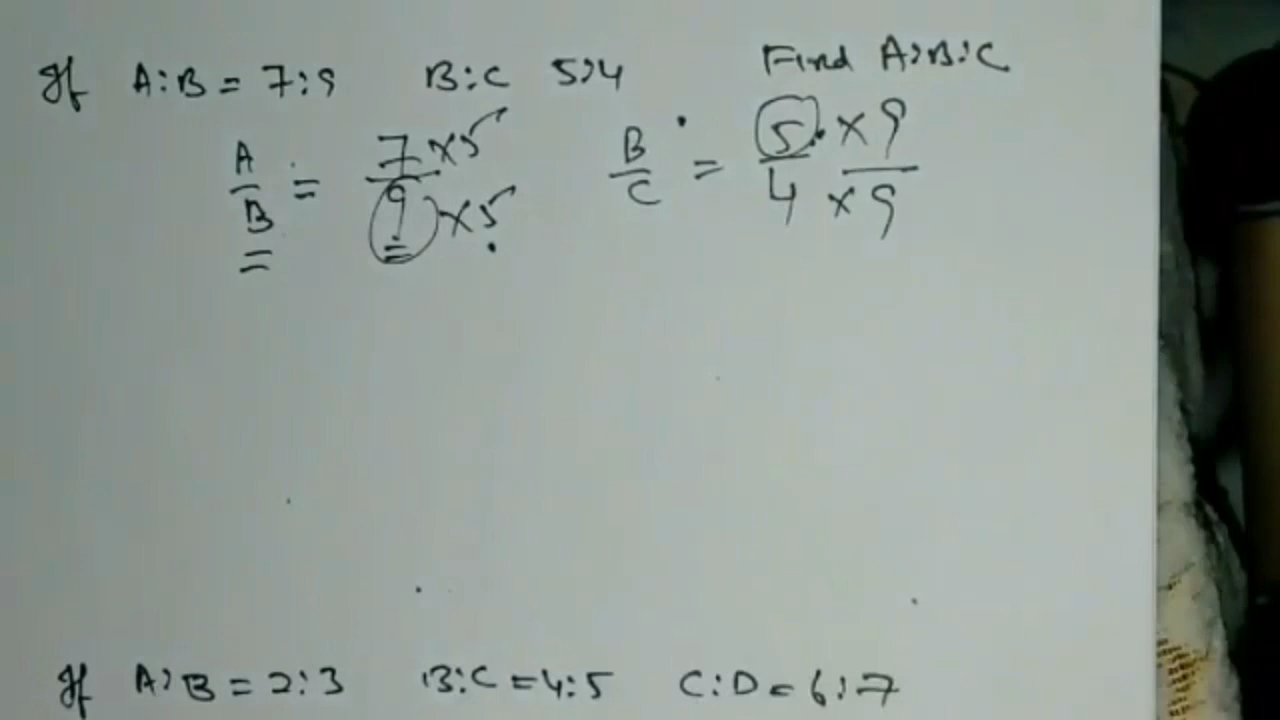 If A:B = 7:9 B:C 5:4 Find A:B:C
A/B = 7×5/9×5 B/C = 5×9/4×9
If A:B = 2:3 B:C = 4:5 C:D = 6:7